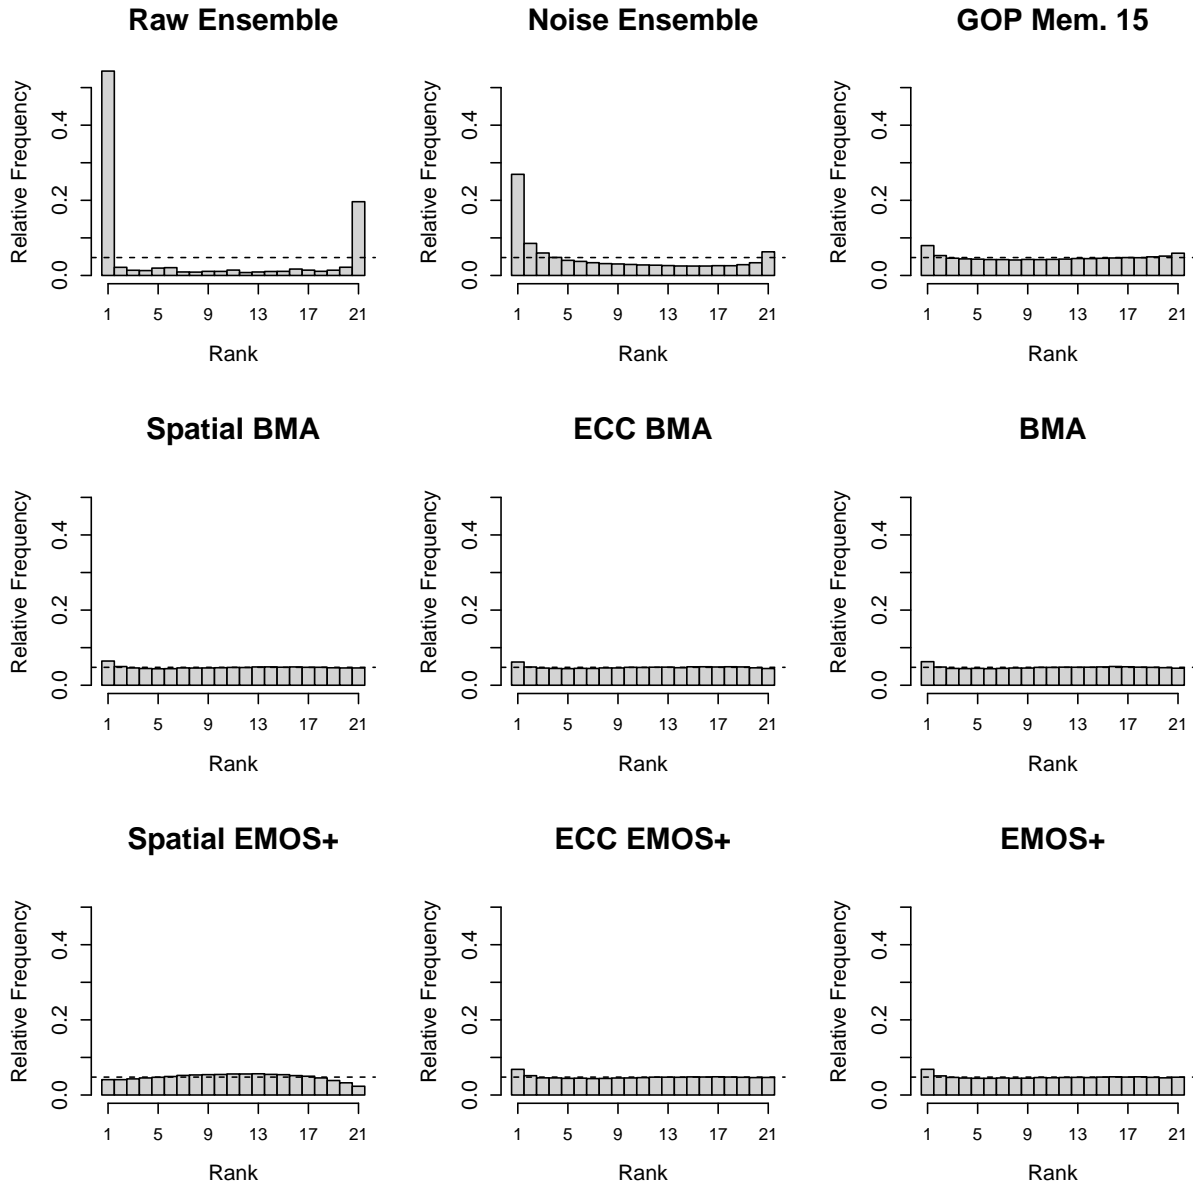 Raw Ensemble
Relative Frequency
0.0 0.2 0.4
1 5 9 13 17 21
Rank
Noise Ensemble
Relative Frequency
0.0 0.2 0.4
1 5 9 13 17 21
Rank
GOP Mem. 15
Relative Frequency
0.0 0.2 0.4
1 5 9 13 17 21
Rank
Spatial BMA
Relative Frequency
0.0 0.2 0.4
1 5 9 13 17 21
Rank
ECC BMA
Relative Frequency
0.0 0.2 0.4
1 5 9 13 17 21
Rank
BMA
Relative Frequency
0.0 0.2 0.4
1 5 9 13 17 21
Rank
Spatial EMOS+
Relative Frequency
0.0 0.2 0.4
1 5 9 13 17 21
Rank
ECC EMOS+
Relative Frequency
0.0 0.2 0.4
1 5 9 13 17 21
Rank
EMOS+
Relative Frequency
0.0 0.2 0.4
1 5 9 13 17 21
Rank